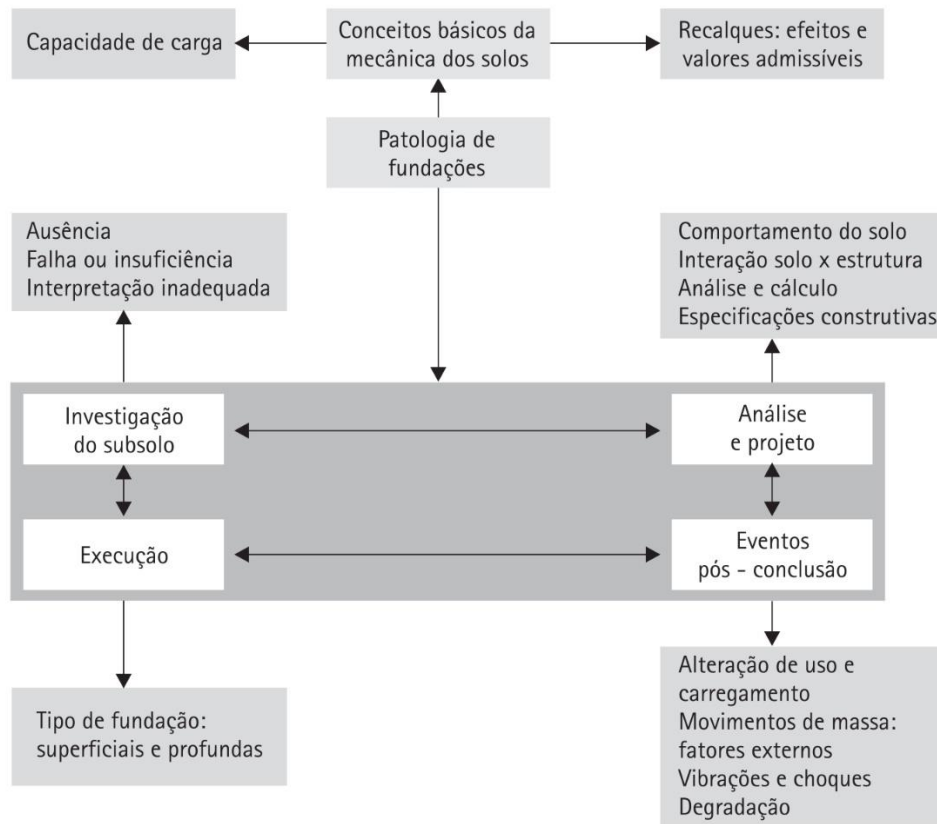 Capacidade de carga
Conceitos básicos da
mecânica dos solos
Recalques: efeitos e
valores admissíveis
Patologia de
fundações
Ausência
Falha ou insuficiência
Interpretação inadequada
Comportamento do solo
Interação solo x estrutura
Análise e cálculo
Especificações construtivas
Investigação
do subsolo
Análise
e projeto
Execução
Eventos
pós - conclusão
Tipo de fundação:
superficiais e profundas
Alteração de uso e
carregamento
Movimentos de massa:
fatores externos
Vibrações e choques
Degradação